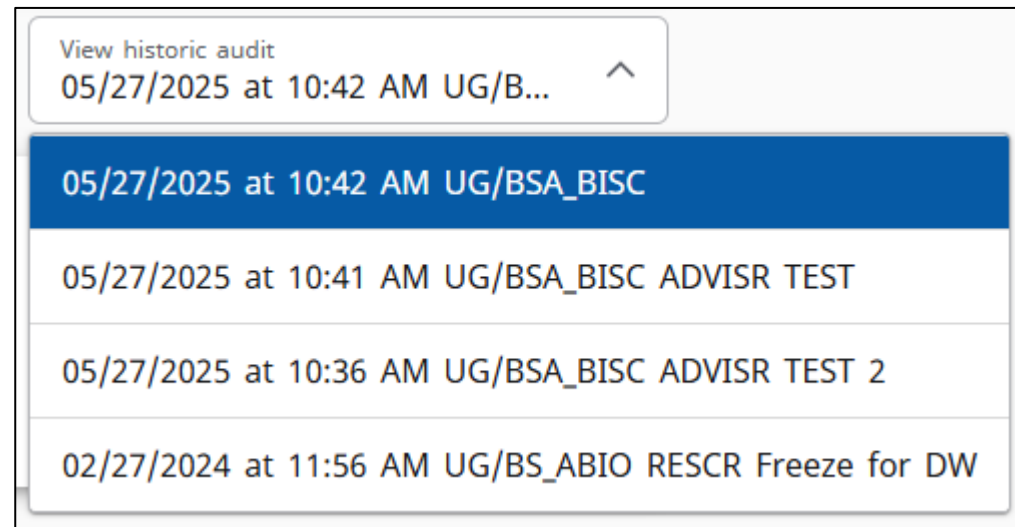 View historic audit
05/27/2025 at 10:42 AM UG/B...
05/27/2025 at 10:42 AM UG/BSA_BISC
05/27/2025 at 10:41 AM UG/BSA_BISC ADVISR TEST
05/27/2025 at 10:36 AM UG/BSA_BISC ADVISR TEST 2
02/27/2024 at 11:56 AM UG/BS_ABIO RESCR Freeze for DW